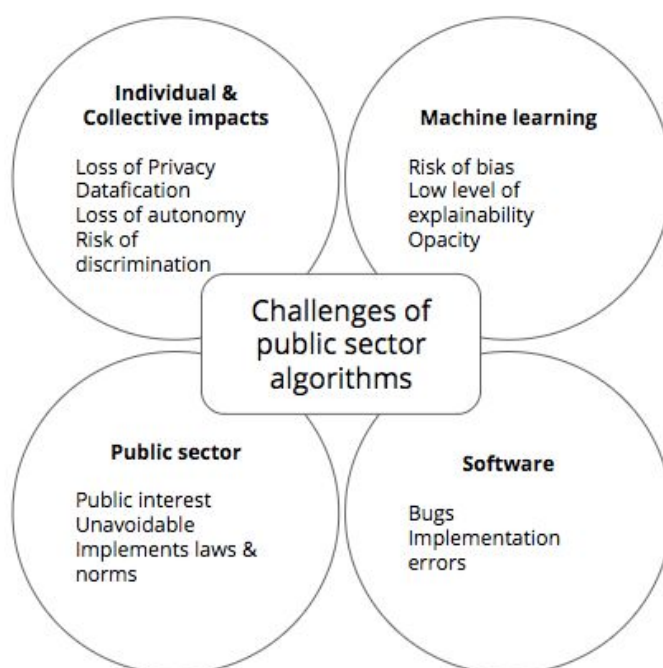 Individual &
Collective impacts
Loss of Privacy
Datafication
Loss of autonomy
Risk of
discrimination
Machine learning
Risk of bias
Low level of
explainability
Opacity
Challenges of
public sector
algorithms
Public sector
Public interest
Unavoidable
Implements laws &
norms
Software
Bugs
Implementation
errors